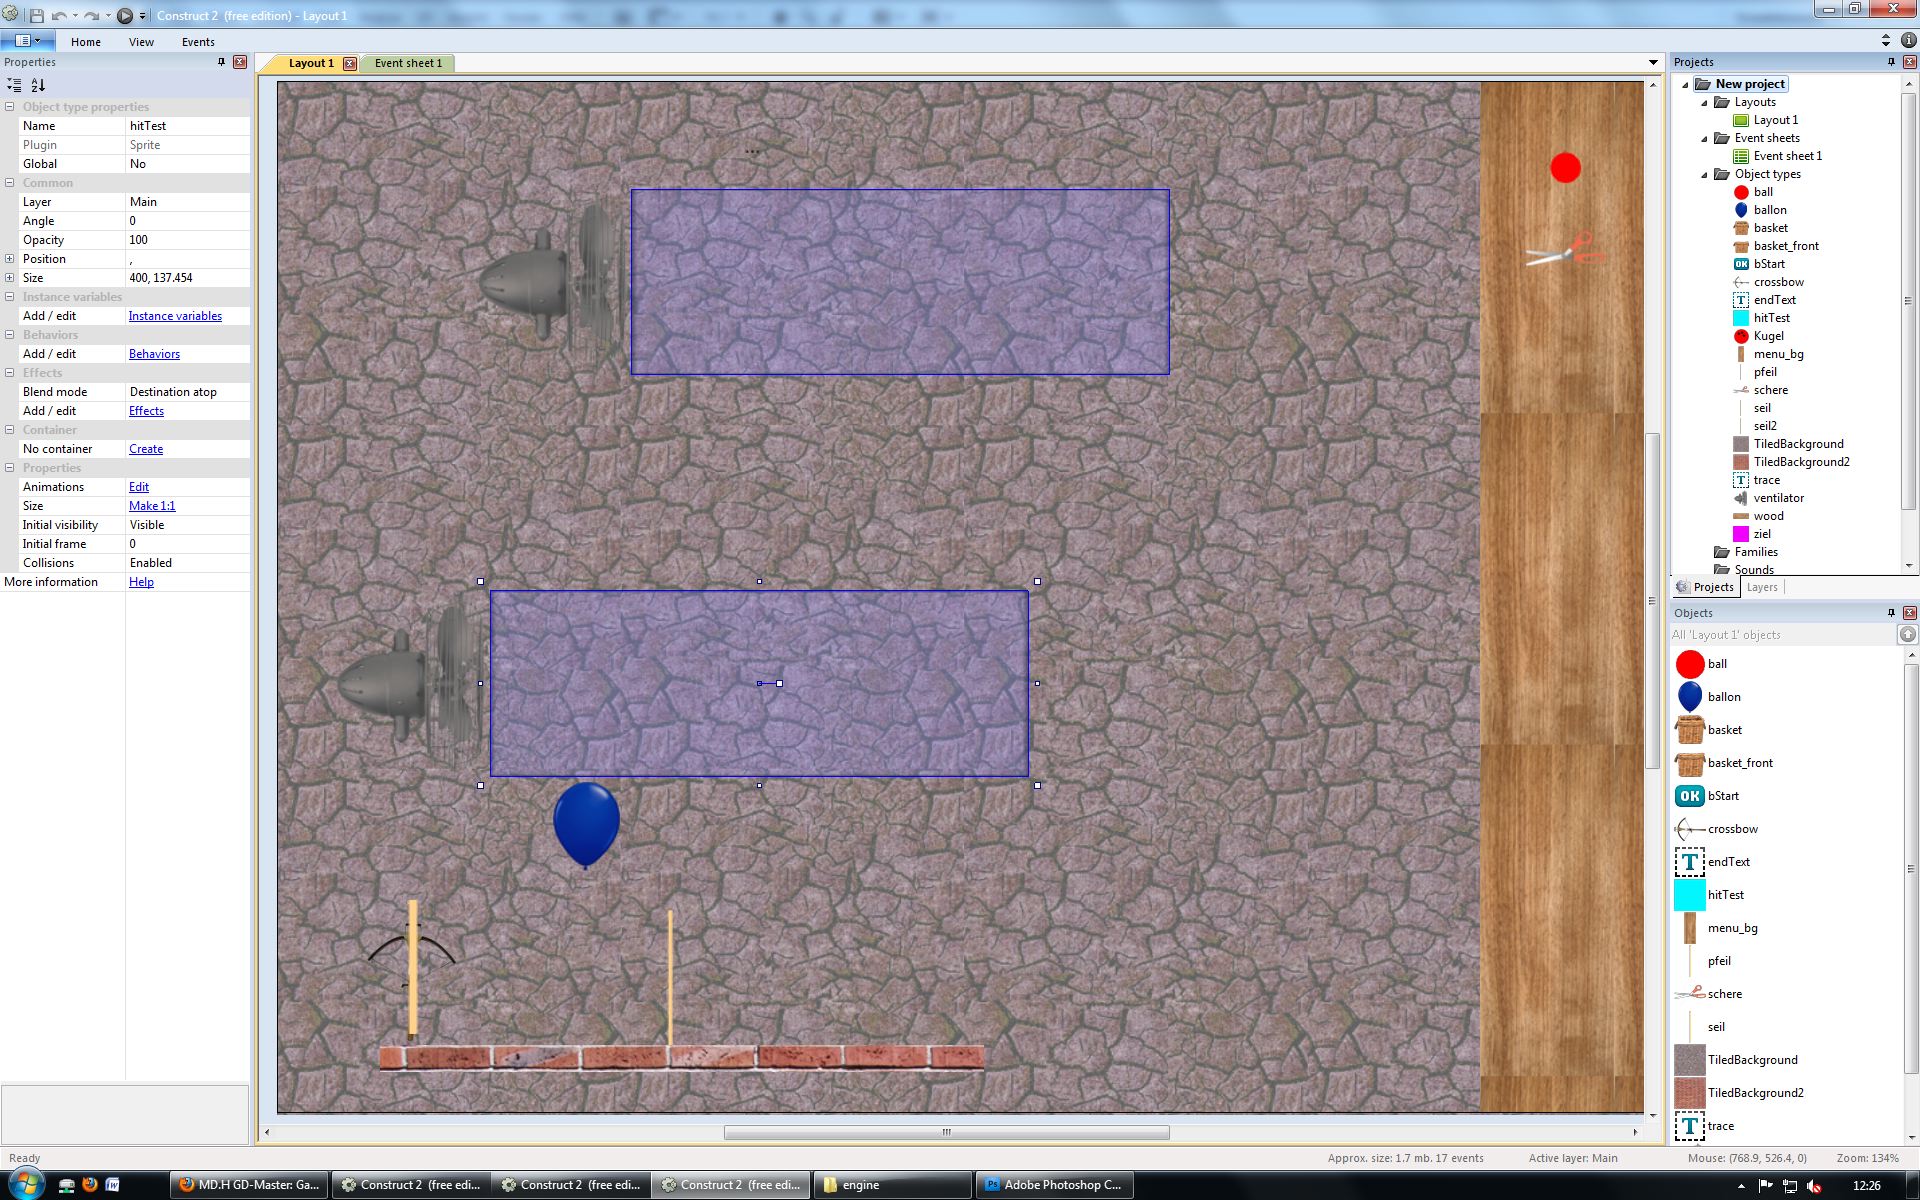 Construct 2  (free edition) - Layout 1
Home View Events
Properties
Object type properties
Name hitTest
Plugin Sprite
Global No
Common
Layer Main
Angle 0
Opacity 100
Position ,
Size 400, 137.454
Instance variables
Add / edit Instance variables
Behaviors
Add / edit Behaviors
Effects
Blend mode Destination atop
Add / edit Effects
Container
No container Create
Properties
Animations Edit
Size Make 1:1
Initial visibility Visible
Initial frame 0
Collisions Enabled
More information Help
Layout 1 Event sheet 1
...
Projects
New project
Layouts
Layout 1
Event sheets
Event sheet 1
Object types
ball
ballon
basket
basket_front
bStart
crossbow
endText
hitTest
Kugel
menu_bg
pfeil
schere
seil
seil2
TiledBackground
TiledBackground2
trace
ventilator
wood
ziel
Families
Sounds
Projects Layers
Objects
All 'Layout 1' objects
ball
ballon
basket
basket_front
OK bStart
crossbow
T endText
hitTest
menu_bg
pfeil
schere
seil
TiledBackground
TiledBackground2
T trace
Ready
Approx. size: 1.7 mb. 17 events Active layer: Main Mouse: (768.9, 526.4, 0) Zoom: 134%
MD.H GD-Master: Ga... Construct 2  (free edi... Construct 2  (free edi... Construct 2  (free edi... engine Ps Adobe Photoshop C... 12:26